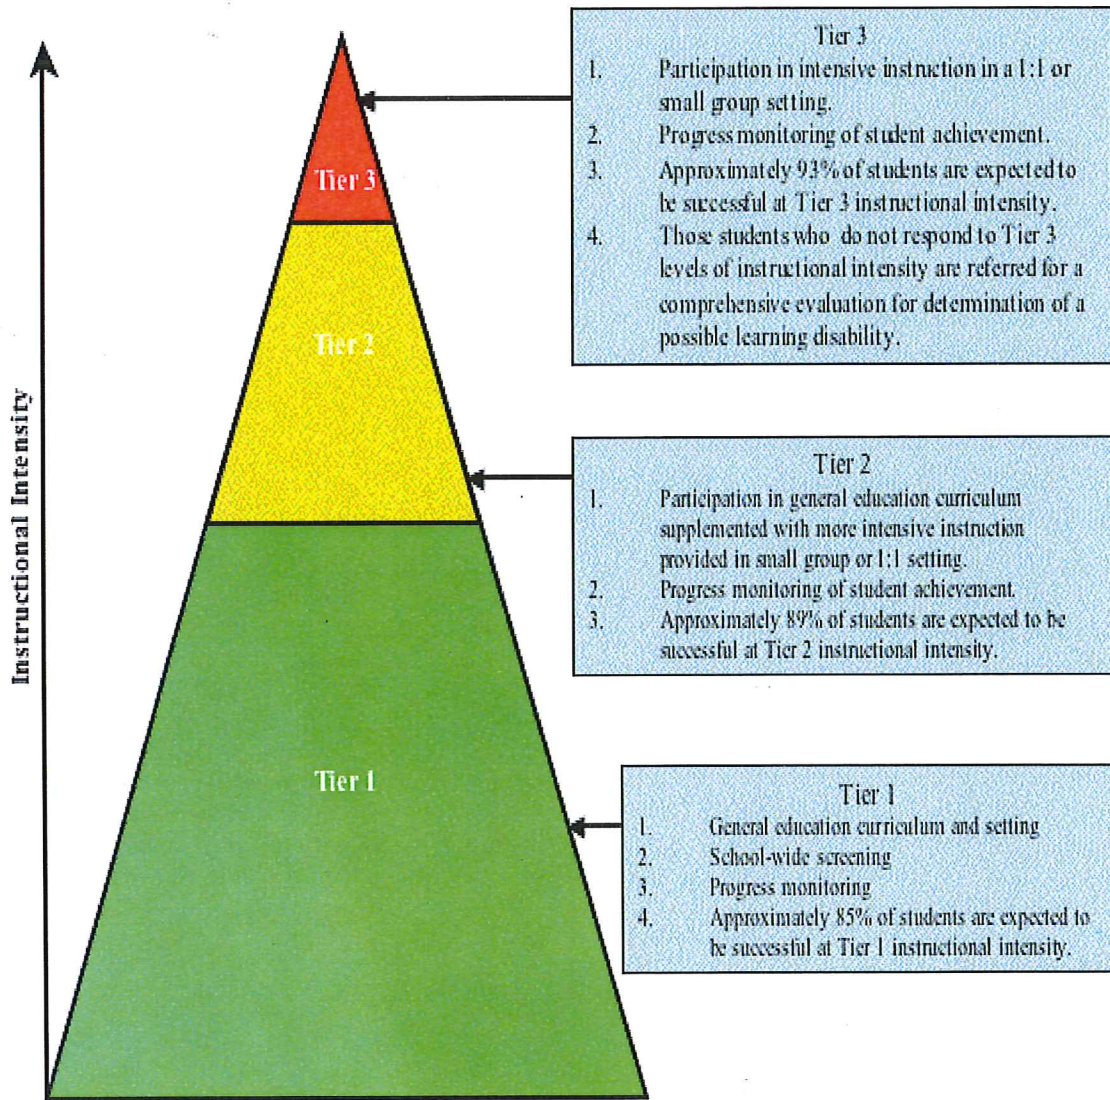 Instructional Intensity
Tier 3
Tier 2
Tier 1
Tier 3
1. Participation in intensive instruction in a 1:1 or
small group setting.
2. Progress monitoring of student achievement.
3. Approximately 93% of students are expected to
be successful at Tier 3 instructional intensity.
4. Those students who do not respond to Tier 3
levels of instructional intensity are referred for a
comprehensive evaluation for determination of a
possible learning disability.
Tier 2
1. Participation in general education curriculum
supplemented with more intensive instruction
provided in small group or 1:1 setting.
2. Progress monitoring of student achievement.
3. Approximately 89% of students are expected to be
successful at Tier 2 instructional intensity.
Tier 1
1. General education curriculum and setting
2. School-wide screening
3. Progress monitoring
4. Approximately 85% of students are expected to
be successful at Tier 1 instructional intensity.